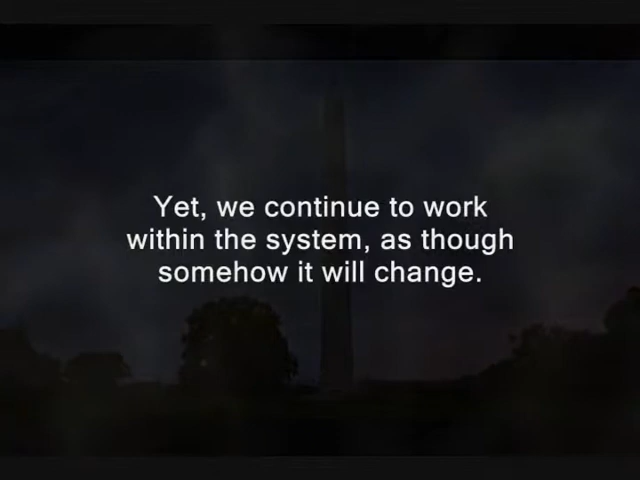 Yet, we continue to work
within the system, as though
somehow it will change.